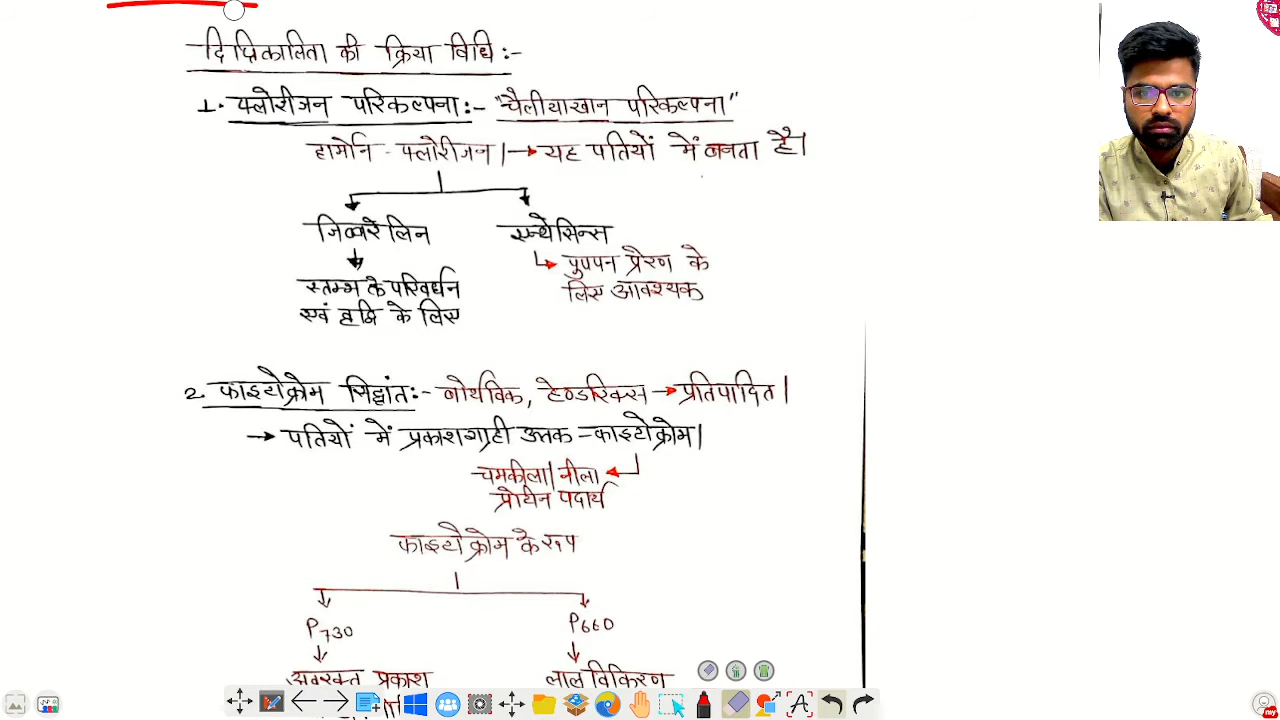 दिप्तिकालिता की क्रिया विधि :-
1. फ्लोरीजन परिकल्पना :- "चैलीयाखान परिकल्पना"
हार्मोन - फ्लोरीजन | → यह पतियों में बनता है।
जिब्बरेलिन एन्थेसिन्स
स्तम्भ के परिवर्धन एवं वृद्वि के लिए
पुष्पन प्रेरण के लिए आवश्यक
2. फाइटोक्रोम सिद्वांत :- बोर्थविक, हेण्डरिक्स → प्रतिपादित।
→ पतियों में प्रकाशग्राही उत्तक = फाइटोक्रोम।
चमकीला/नीला
प्रोटीन पदार्थ
फाइटोक्रोम के रूप
P730 P660
अवरक्त प्रकाश लाल विकिरण